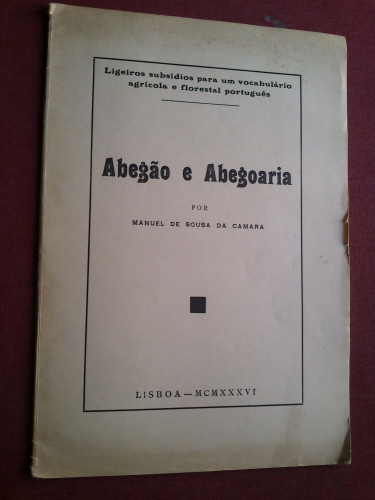 Ligeiros subsídios para um vocabulário
agrícola e florestal português
Abegão e Abegoaria
POR
MANUEL DE SOUSA DA CAMARA
LISBOA — MCMXXXVI